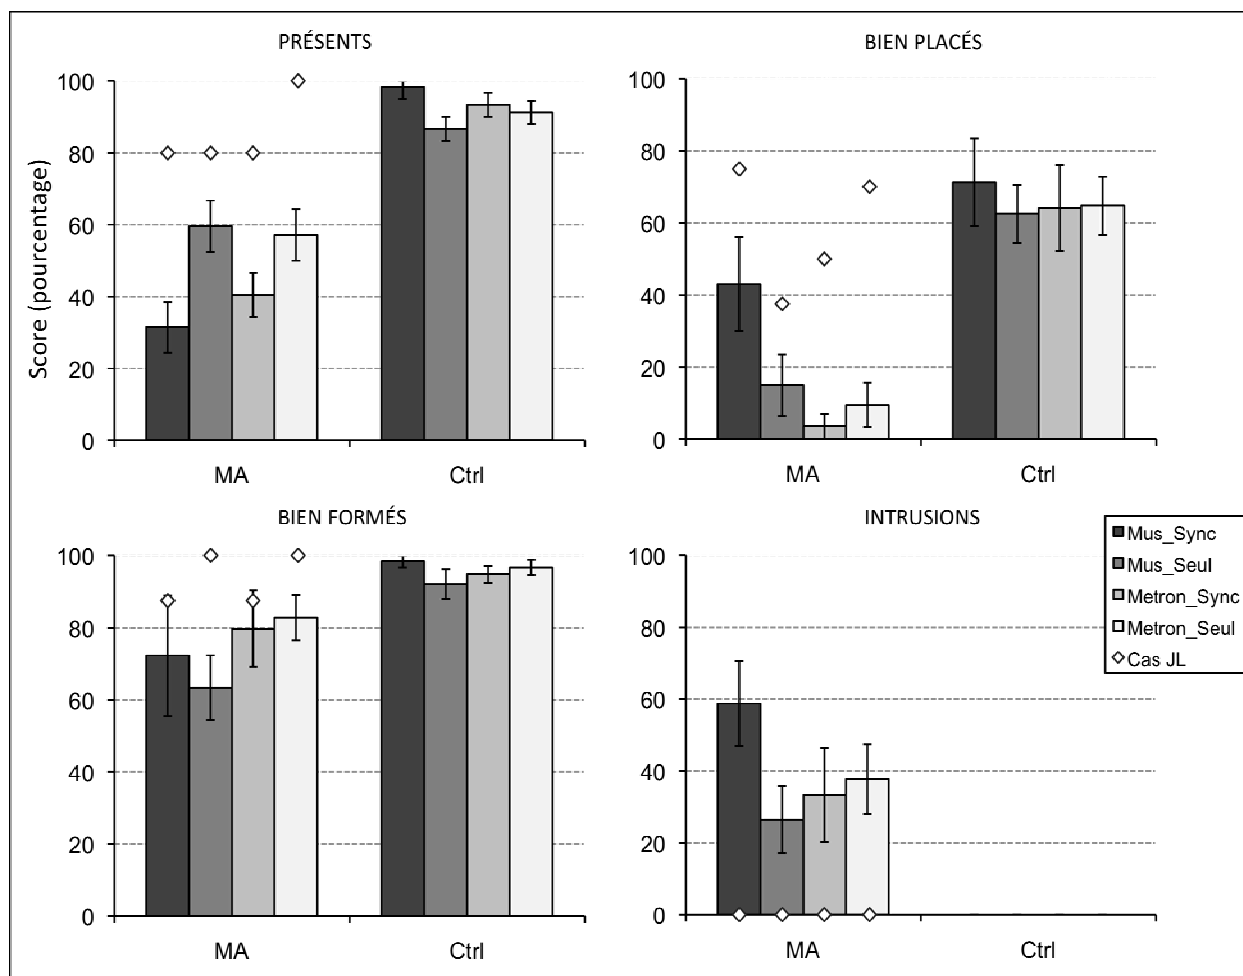 PRÉSENTS
BIEN PLACÉS
Score (pourcentage)
100
80
60
40
20
0
MA
Ctrl
100
80
60
40
20
0
MA
Ctrl
BIEN FORMÉS
INTRUSIONS
100
80
60
40
20
0
MA
Ctrl
100
80
60
40
20
0
MA
Ctrl
Mus_Sync
Mus_Seul
Metron_Sync
Metron_Seul
Cas JL